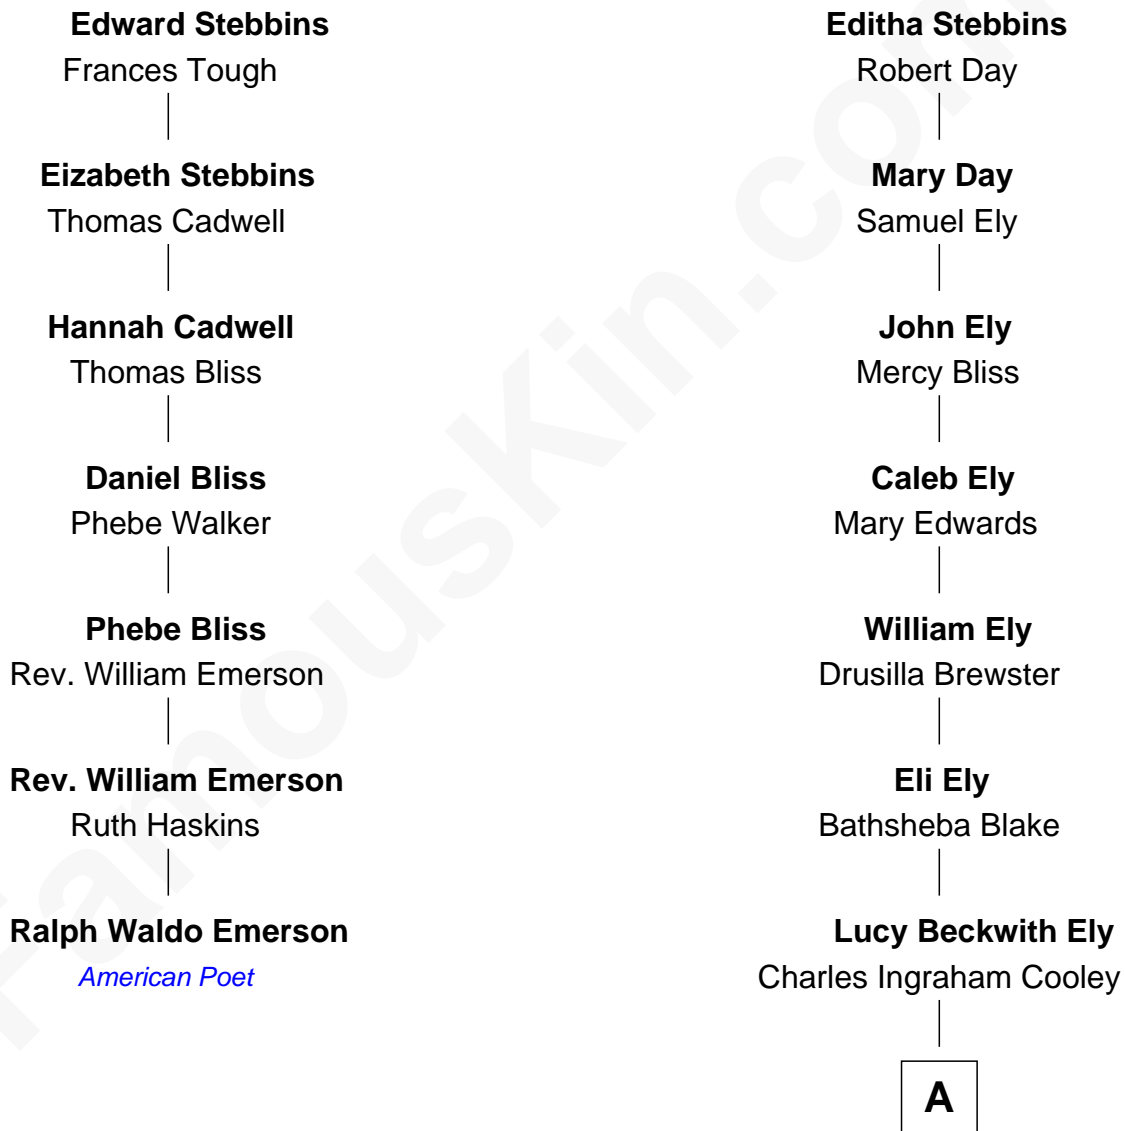 Edward Stebbins
Frances Tough
Eizabeth Stebbins
Thomas Cadwell
Hannah Cadwell
Thomas Bliss
Daniel Bliss
Phebe Walker
Phebe Bliss
Rev. William Emerson
Rev. William Emerson
Ruth Haskins
Ralph Waldo Emerson
American Poet
Editha Stebbins
Robert Day
Mary Day
Samuel Ely
John Ely
Mercy Bliss
Caleb Ely
Mary Edwards
William Ely
Drusilla Brewster
Eli Ely
Bathsheba Blake
Lucy Beckwith Ely
Charles Ingraham Cooley
A
FamousKin.com